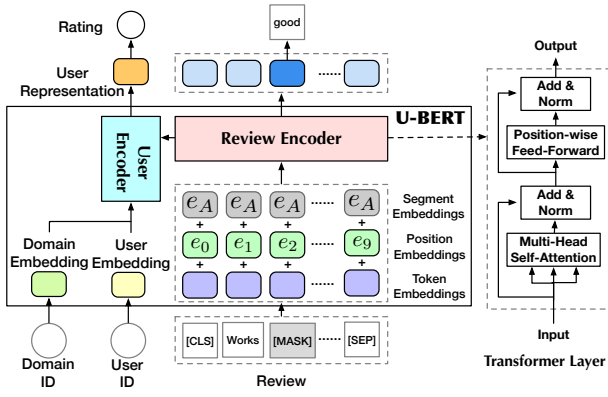 Rating
good
Output
User
Representation
U-BERT
Add &
Norm
Position-wise
Feed-Forward
Add &
Norm
Multi-Head
Self-Attention
Input
Transformer Layer
User
Encoder
Review Encoder
e_A e_A e_A ...... e_A
Segment
Embeddings
+ + + +
e_0 e_1 e_2 ...... e_9
Position
Embeddings
+ + + +
......
Token
Embeddings
Domain
Embedding
User
Embedding
[CLS] Works [MASK] ...... [SEP]
Review
Domain
ID
User
ID